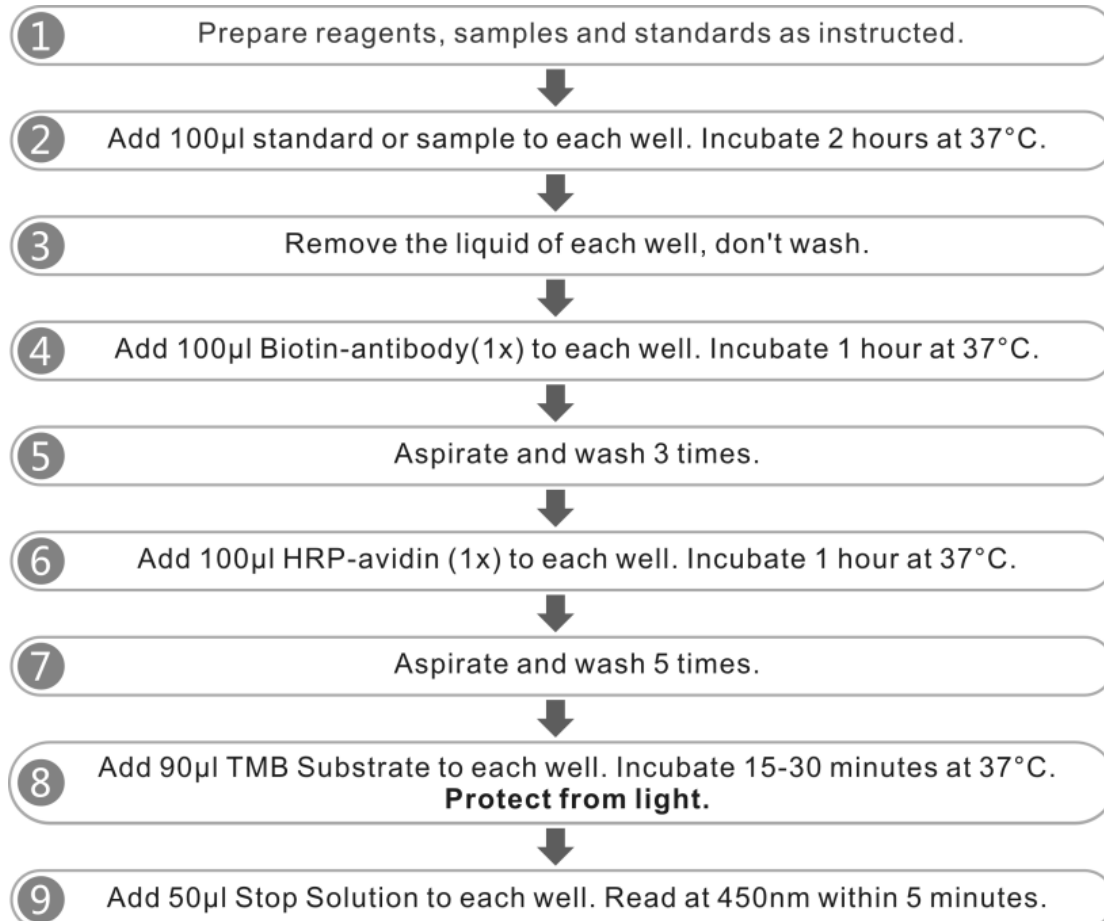 1 Prepare reagents, samples and standards as instructed.
2 Add 100µl standard or sample to each well. Incubate 2 hours at 37°C.
3 Remove the liquid of each well, don't wash.
4 Add 100µl Biotin-antibody(1x) to each well. Incubate 1 hour at 37°C.
5 Aspirate and wash 3 times.
6 Add 100µl HRP-avidin (1x) to each well. Incubate 1 hour at 37°C.
7 Aspirate and wash 5 times.
8 Add 90µl TMB Substrate to each well. Incubate 15-30 minutes at 37°C.
Protect from light.
9 Add 50µl Stop Solution to each well. Read at 450nm within 5 minutes.